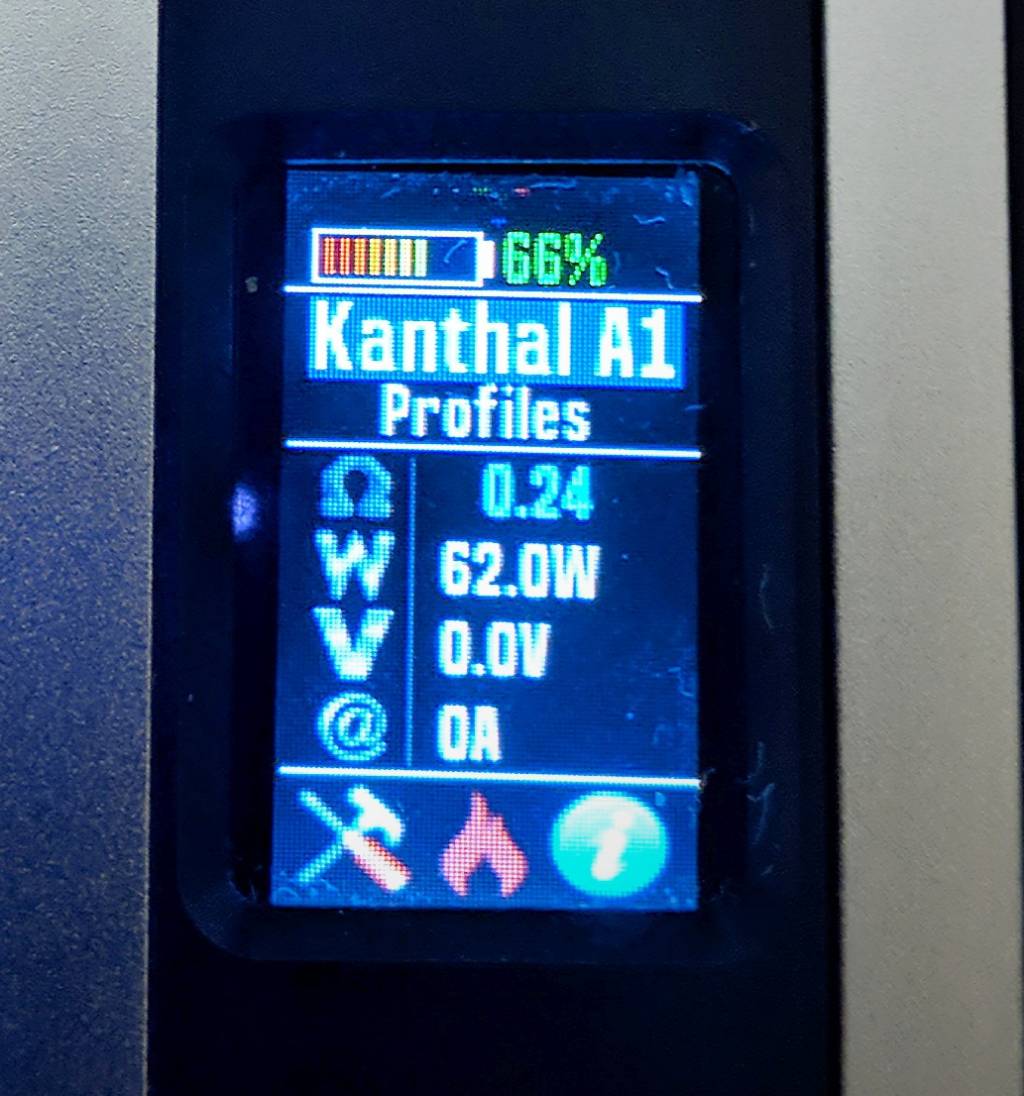 66%
Kanthal A1
Profiles
Ω 0.24
W 62.0W
V 0.0V
@ 0A
i